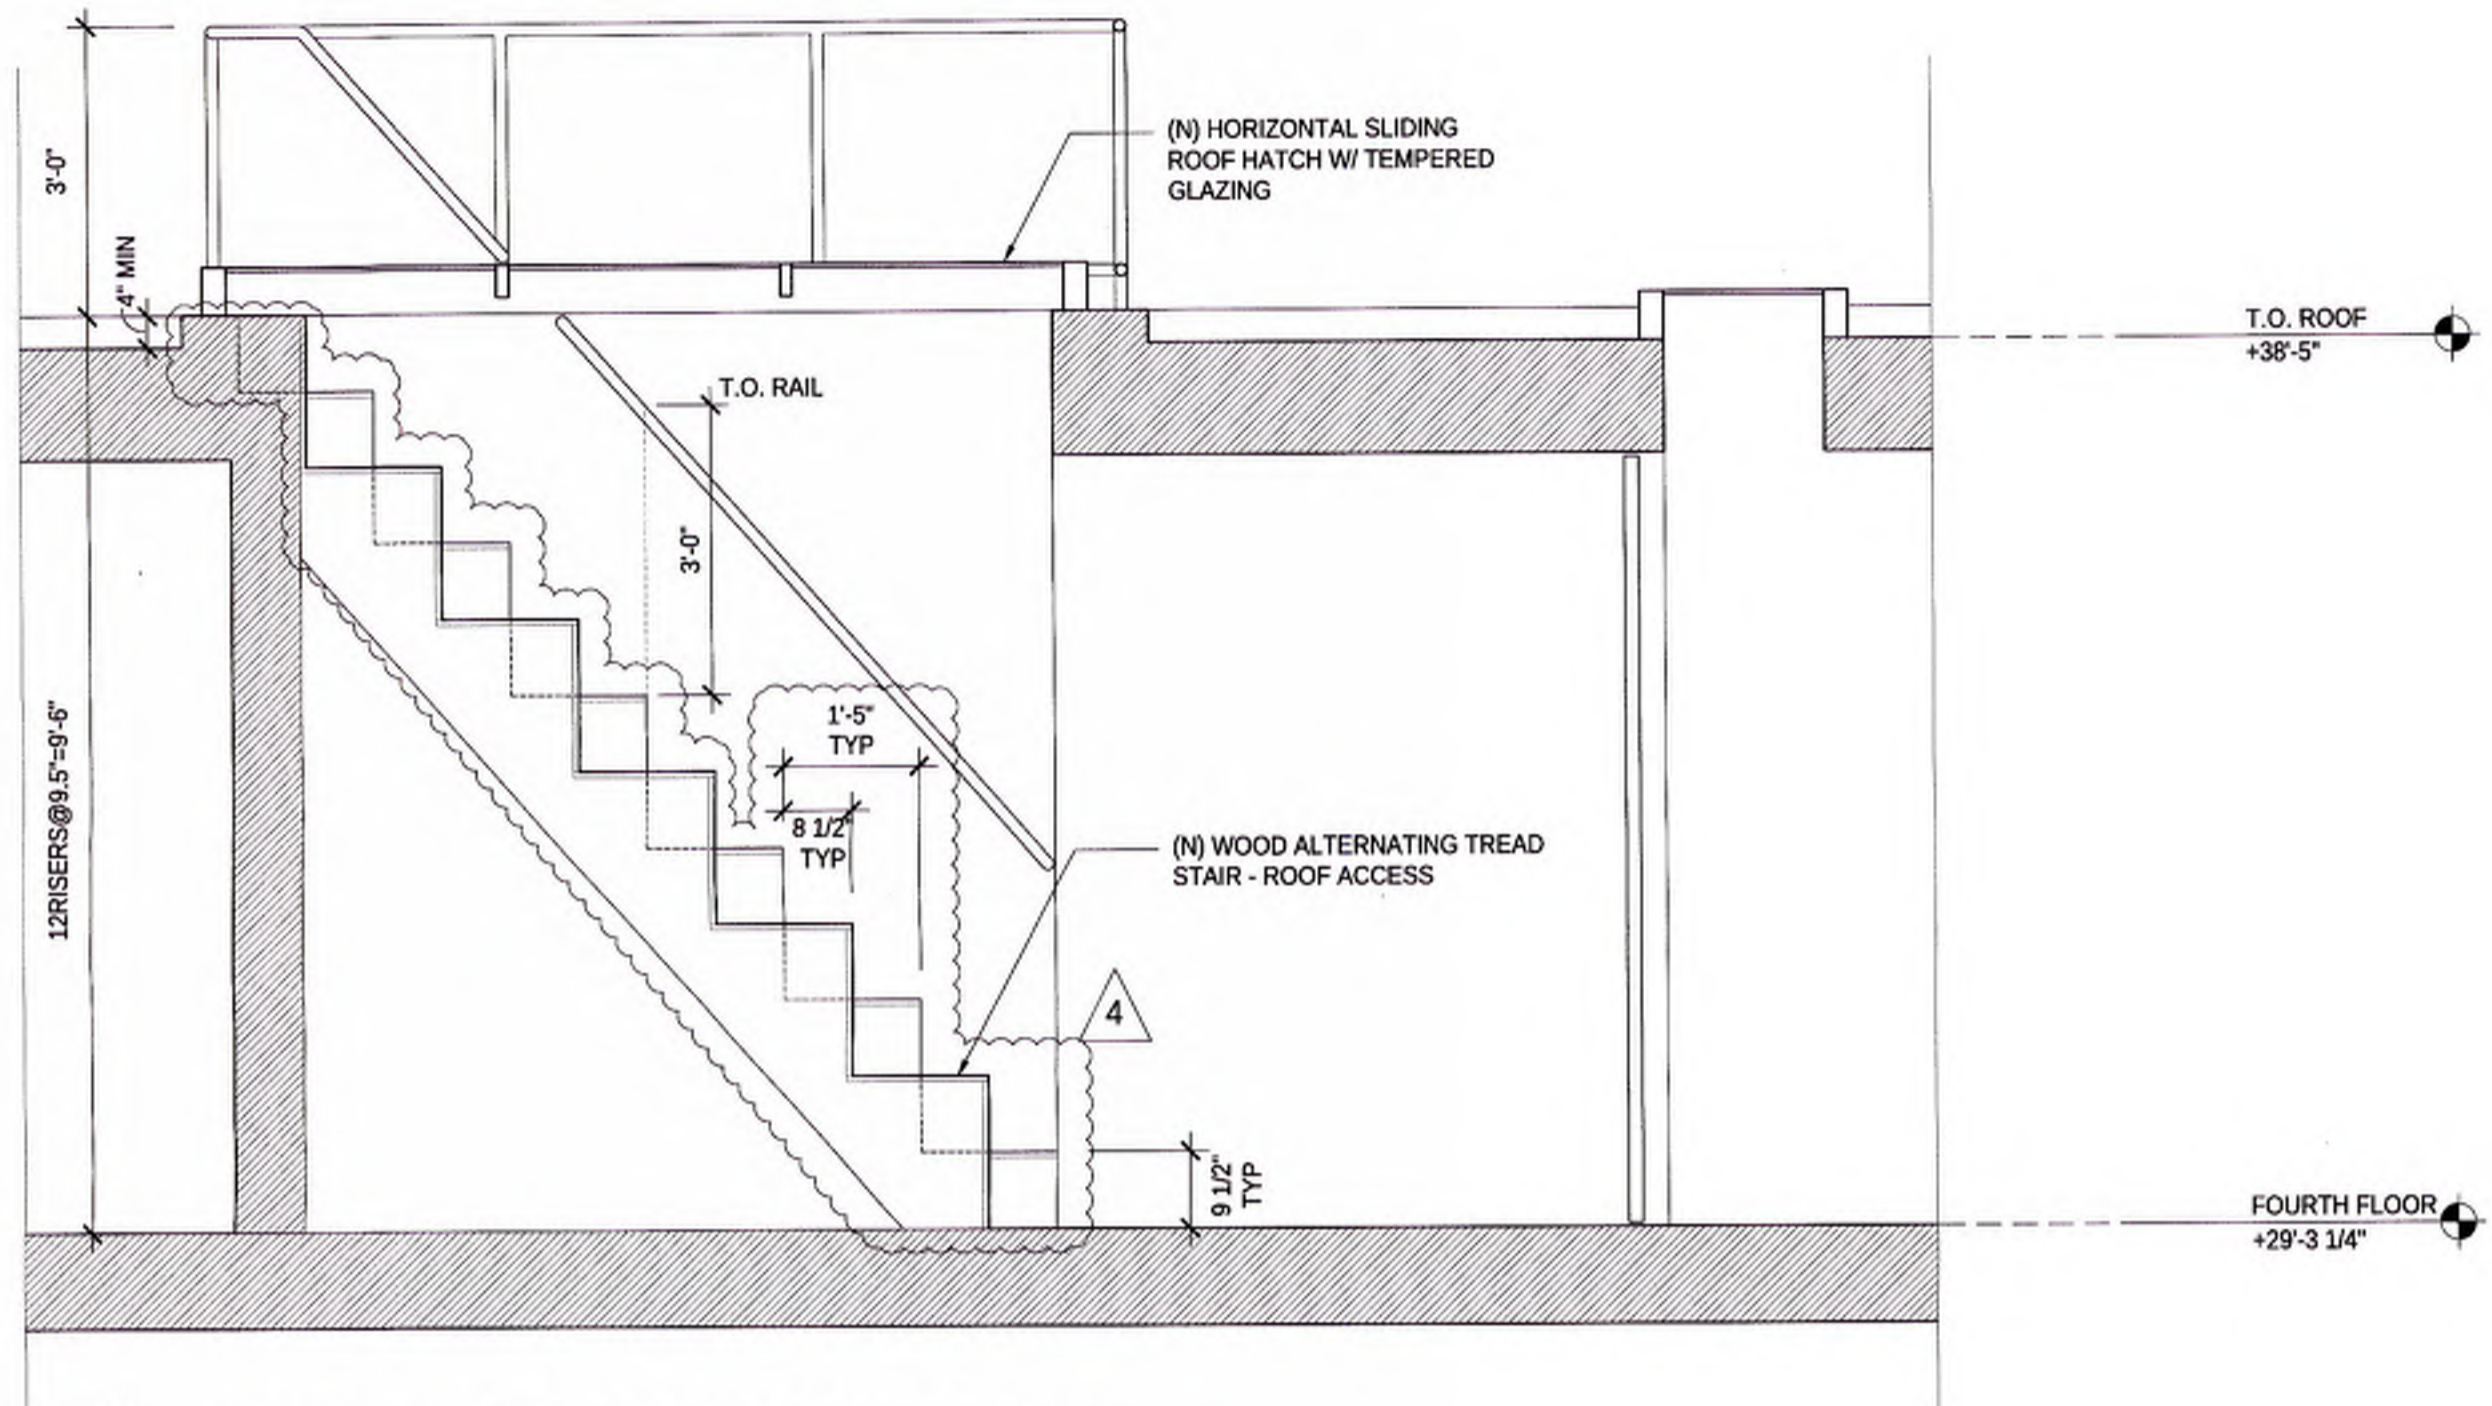 3'-0"
4" MIN
(N) HORIZONTAL SLIDING
ROOF HATCH W/ TEMPERED
GLAZING
T.O. ROOF
+38'-5"
T.O. RAIL
3'-0"
12RISERS@9.5"=9'-6"
1'-5"
TYP
8 1/2"
TYP
(N) WOOD ALTERNATING TREAD
STAIR - ROOF ACCESS
4
9 1/2"
TYP
FOURTH FLOOR
+29'-3 1/4"